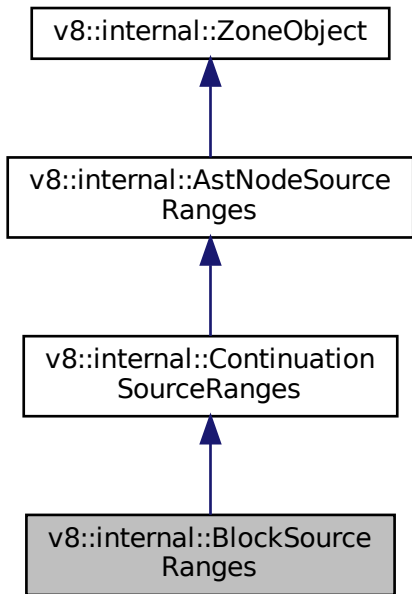 v8::internal::ZoneObject
v8::internal::AstNodeSource
Ranges
v8::internal::Continuation
SourceRanges
v8::internal::BlockSource
Ranges